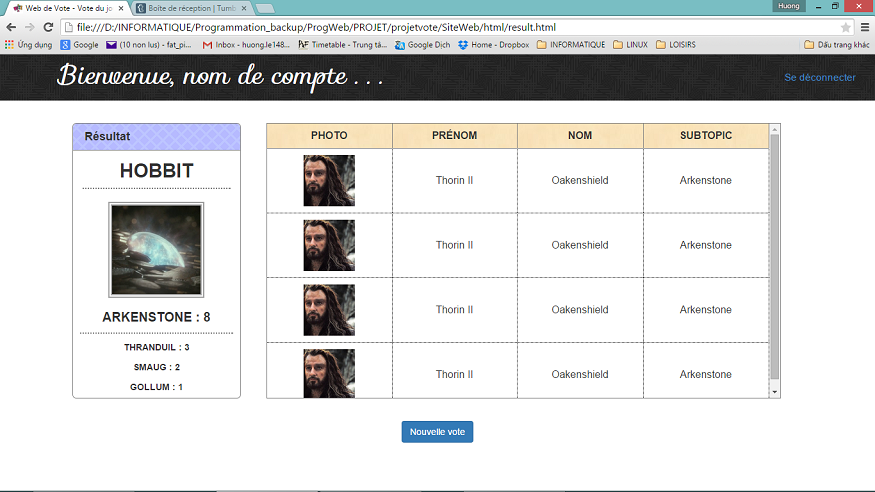 Huong
Web de Vote - Vote du jo
Boîte de réception | Tumb
file:///D:/INFORMATIQUE/Programmation_backup/ProgWeb/PROJET/projetvote/SiteWeb/html/result.html
Ứng dụng Google (10 non lus) - fat_pi... Inbox - huong.le148... Timetable - Trung tâ... Google Dịch Home - Dropbox INFORMATIQUE LINUX LOISIRS Dấu trang khác
Bienvenue, nom de compte . . .
Se déconnecter
Résultat
HOBBIT
ARKENSTONE : 8
THRANDUIL : 3
SMAUG : 2
GOLLUM : 1
PHOTO PRÉNOM NOM SUBTOPIC
Thorin II Oakenshield Arkenstone
Thorin II Oakenshield Arkenstone
Thorin II Oakenshield Arkenstone
Thorin II Oakenshield Arkenstone
Nouvelle vote